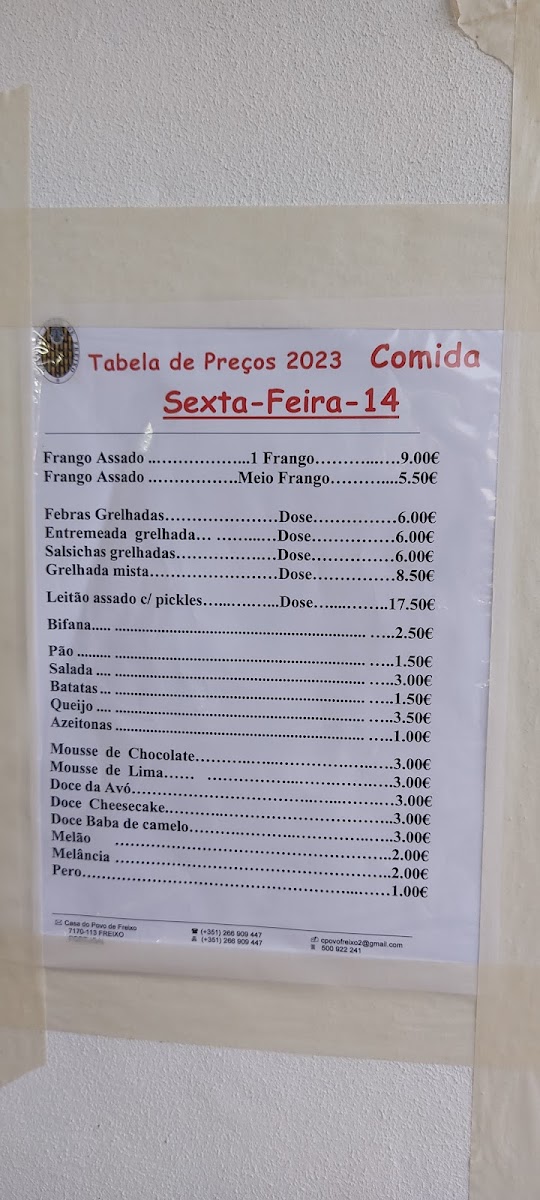 Tabela de Preços 2023 Comida
Sexta-Feira-14
Frango Assado ...................1 Frango.................9.00€
Frango Assado .................Meio Frango..............5.50€
Febras Grelhadas.......................Dose.................6.00€
Entremeada grelhada... ............Dose.................6.00€
Salsichas grelhadas.....................Dose.................6.00€
Grelhada mista..........................Dose.................8.50€
Leitão assado c/ pickles...............Dose...............17.50€
Bifana..... ................................................................ .....2.50€
Pão ......... ................................................................ .....1.50€
Salada .... ................................................................ .....3.00€
Batatas ... ................................................................ .....1.50€
Queijo .... ................................................................ .....3.50€
Azeitonas ................................................................ .....1.00€
Mousse de Chocolate........................................3.00€
Mousse de Lima...... ......................................3.00€
Doce da Avó.....................................................3.00€
Doce Cheesecake..............................................3.00€
Doce Baba de camelo.........................................3.00€
Melão .......................................................2.00€
Melância .......................................................2.00€
Pero...............................................................1.00€
Casa do Povo de Freixo
7170-113 FREIXO
(+351) 266 909 447
(+351) 266 909 447
cpovofreixo2@gmail.com
500 922 241